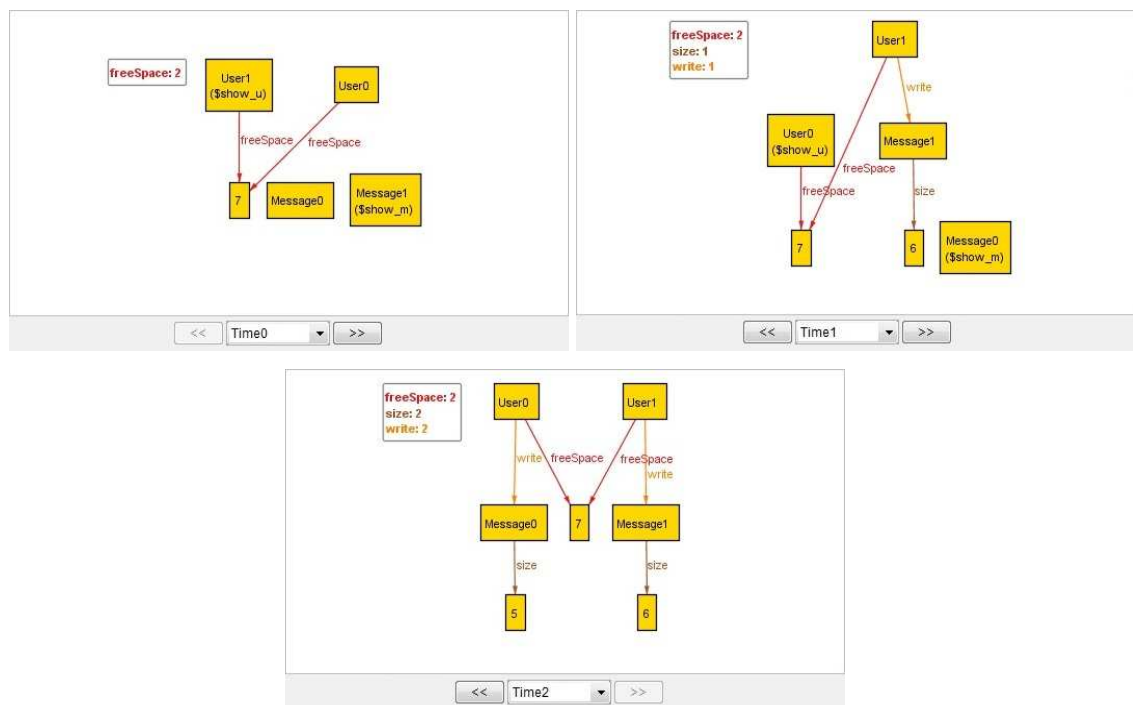 freeSpace: 2
User1
($show_u)
User0
freeSpace
freeSpace
7
Message0
Message1
($show_m)
<<
Time0
>>
freeSpace: 2
size: 1
write: 1
User1
write
User0
($show_u)
Message1
freeSpace
freeSpace
size
7
6
Message0
($show_m)
<<
Time1
>>
freeSpace: 2
size: 2
write: 2
User0
User1
write
freeSpace
freeSpace
write
Message0
7
Message1
size
size
5
6
<<
Time2
>>